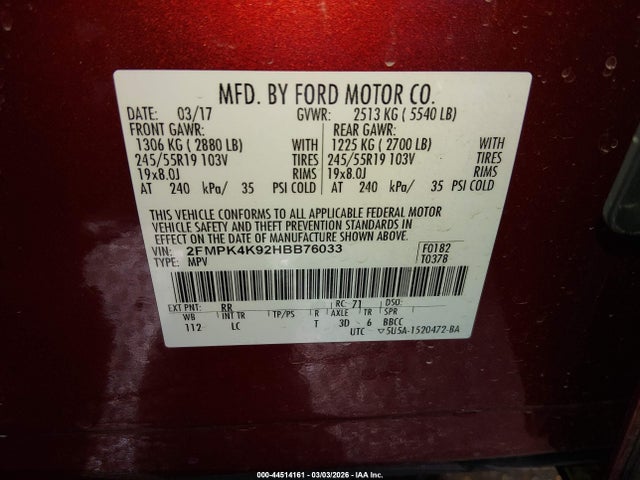 MFD. BY FORD MOTOR CO.
DATE: 03/17 GVWR: 2513 KG ( 5540 LB)
FRONT GAWR: REAR GAWR:
1306 KG ( 2880 LB) WITH 1225 KG ( 2700 LB) WITH
245/55R19 103V TIRES 245/55R19 103V TIRES
19x8.0J RIMS 19x8.0J RIMS
AT 240 kPa/ 35 PSI COLD AT 240 kPa/ 35 PSI COLD
THIS VEHICLE CONFORMS TO ALL APPLICABLE FEDERAL MOTOR
VEHICLE SAFETY AND THEFT PREVENTION STANDARDS IN
EFFECT ON THE DATE OF MANUFACTURE SHOWN ABOVE.
VIN: 2FMPK4K92HBB76033 F0182
TYPE: MPV T0378
EXT PNT: RR RC: 71 DSO:
WB INT TR TP/PS R AXLE TR SPR
112 LC T 3D 6 BBCC
UTC ▽5U5A-1520472-BA
000-44514161 - 03/03/2026 - IAA Inc.